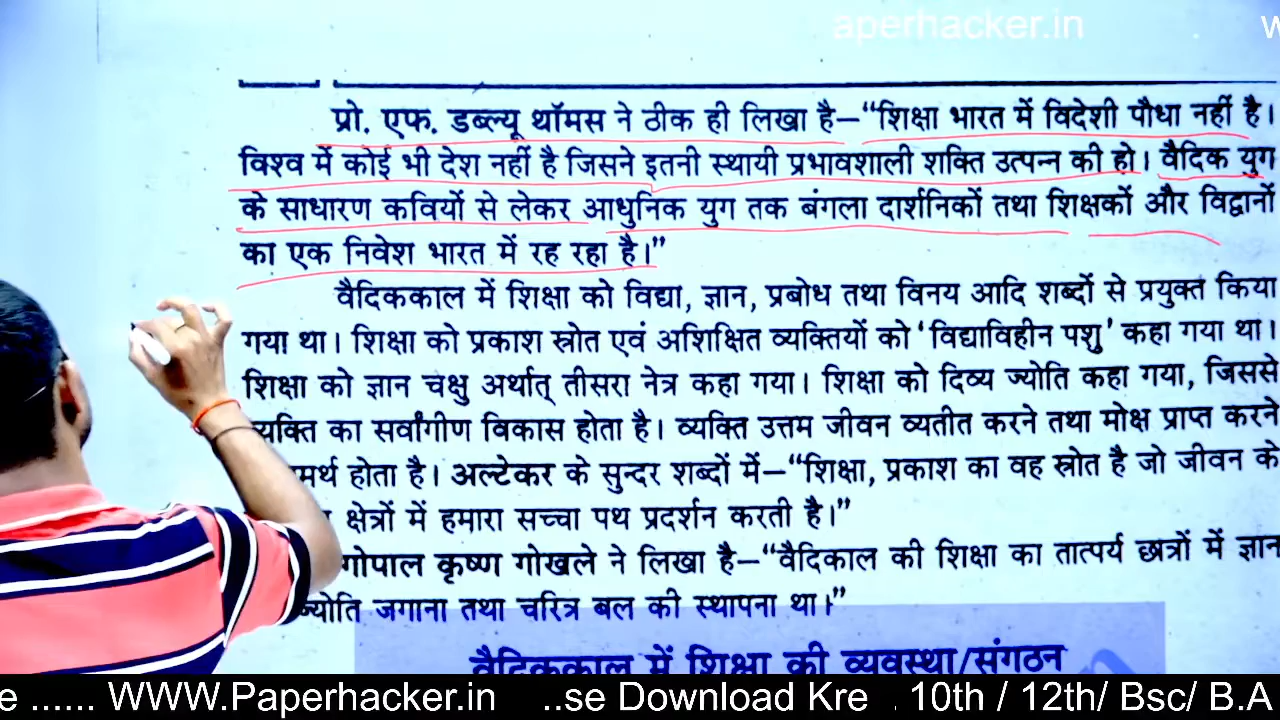 aperhacker.in
प्रो. एफ. डब्ल्यू थॉमस ने ठीक ही लिखा है–“शिक्षा भारत में विदेशी पौधा नहीं है।
विश्व में कोई भी देश नहीं है जिसने इतनी स्थायी प्रभावशाली शक्ति उत्पन्न की हो। वैदिक युग
के साधारण कवियों से लेकर आधुनिक युग तक बंगला दार्शनिकों तथा शिक्षकों और विद्वानों
का एक निवेश भारत में रह रहा है।”
वैदिककाल में शिक्षा को विद्या, ज्ञान, प्रबोध तथा विनय आदि शब्दों से प्रयुक्त किया
गया था। शिक्षा को प्रकाश स्रोत एवं अशिक्षित व्यक्तियों को ‘विद्याविहीन पशु’ कहा गया था।
शिक्षा को ज्ञान चक्षु अर्थात् तीसरा नेत्र कहा गया। शिक्षा को दिव्य ज्योति कहा गया, जिससे
व्यक्ति का सर्वांगीण विकास होता है। व्यक्ति उत्तम जीवन व्यतीत करने तथा मोक्ष प्राप्त करने
होता है। अल्टेकर के सुन्दर शब्दों में–“शिक्षा, प्रकाश का वह स्रोत है जो जीवन के
क्षेत्रों में हमारा सच्चा पथ प्रदर्शन करती है।”
गोपाल कृष्ण गोखले ने लिखा है–“वैदिकाल की शिक्षा का तात्पर्य छात्रों में ज्ञान
ज्योति जगाना तथा चरित्र बल की स्थापना था।”
वैदिककाल में शिक्षा की व्यवस्था/संगठन
e ...... WWW.Paperhacker.in ..se Download Kre . 10th / 12th/ Bsc/ B.A